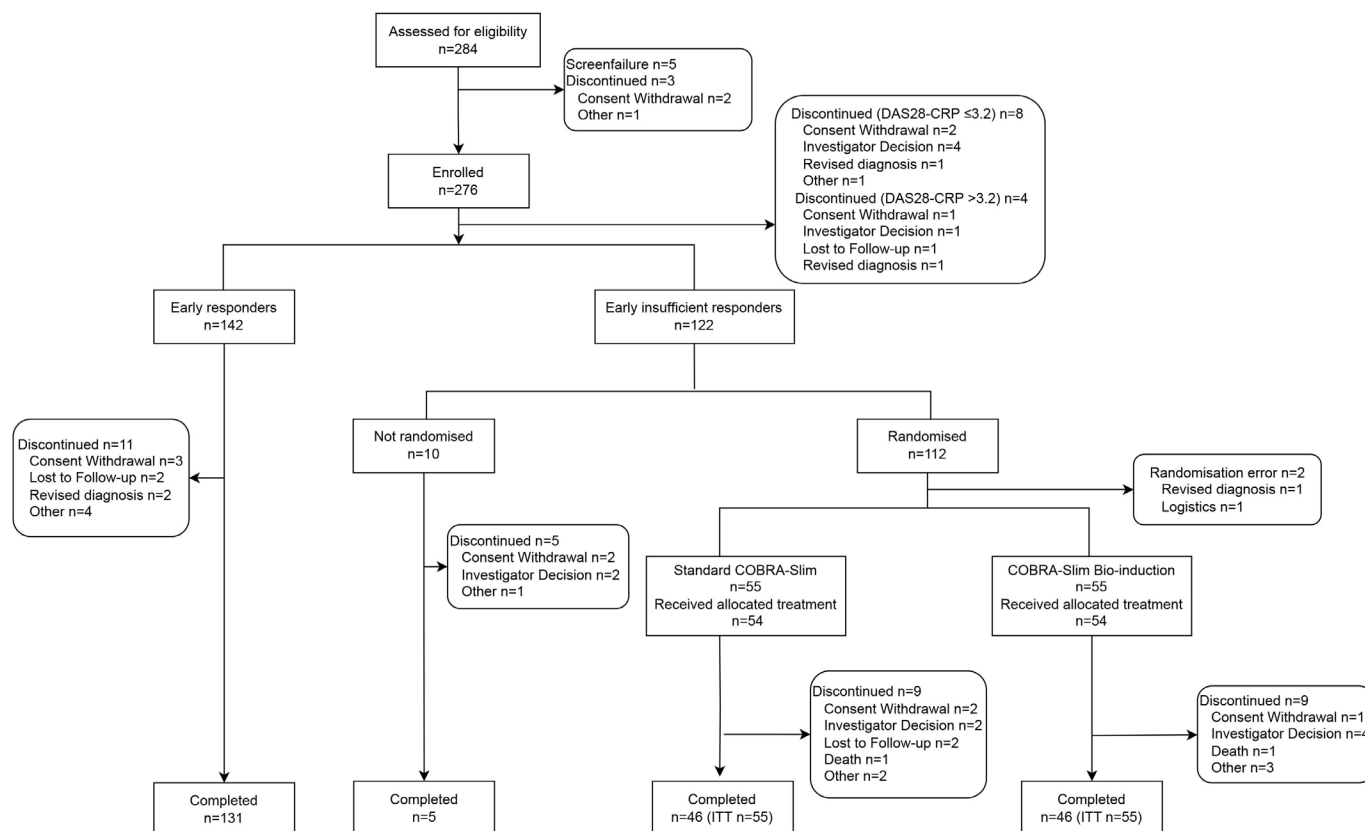 Assessed for eligibility
n=284
Screenfailure n=5
Discontinued n=3
Consent Withdrawal n=2
Other n=1
Discontinued (DAS28-CRP ≤3.2) n=8
Consent Withdrawal n=2
Investigator Decision n=4
Revised diagnosis n=1
Other n=1
Discontinued (DAS28-CRP >3.2) n=4
Consent Withdrawal n=1
Investigator Decision n=1
Lost to Follow-up n=1
Revised diagnosis n=1
Enrolled
n=276
Early responders
n=142
Early insufficient responders
n=122
Discontinued n=11
Consent Withdrawal n=3
Lost to Follow-up n=2
Revised diagnosis n=2
Other n=4
Not randomised
n=10
Randomised
n=112
Randomisation error n=2
Revised diagnosis n=1
Logistics n=1
Discontinued n=5
Consent Withdrawal n=2
Investigator Decision n=2
Other n=1
Standard COBRA-Slim
n=55
Received allocated treatment
n=54
COBRA-Slim Bio-induction
n=55
Received allocated treatment
n=54
Discontinued n=9
Consent Withdrawal n=2
Investigator Decision n=2
Lost to Follow-up n=2
Death n=1
Other n=2
Discontinued n=9
Consent Withdrawal n=1
Investigator Decision n=4
Death n=1
Other n=3
Completed
n=131
Completed
n=5
Completed
n=46 (ITT n=55)
Completed
n=46 (ITT n=55)